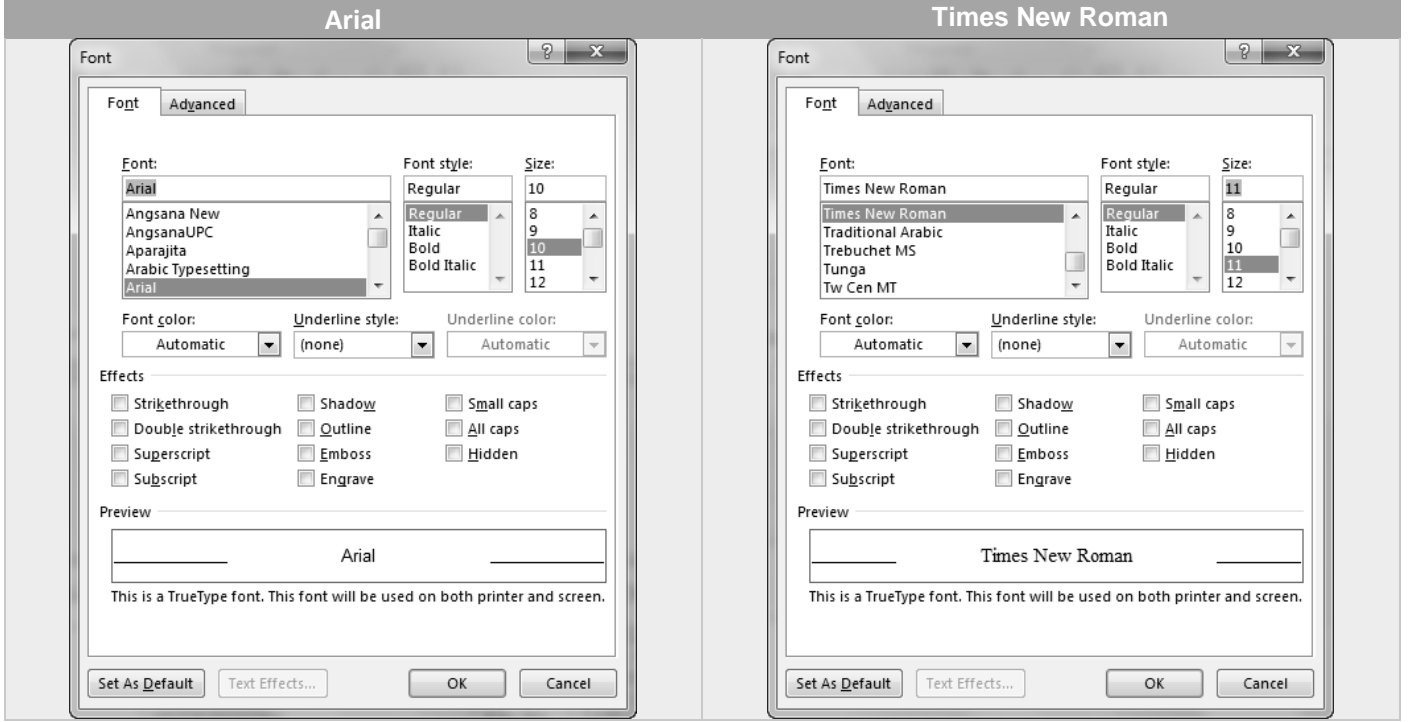 Arial
Times New Roman
Font
Font
Advanced
Font:
Font style:
Size:
Arial
Regular
10
Angsana New
AngsanaUPC
Aparajita
Arabic Typesetting
Arial
Regular
Italic
Bold
Bold Italic
8
9
10
11
12
Font color:
Underline style:
Underline color:
Automatic
(none)
Automatic
Effects
Strikethrough
Shadow
Small caps
Double strikethrough
Outline
All caps
Superscript
Emboss
Hidden
Subscript
Engrave
Preview
Arial
This is a TrueType font. This font will be used on both printer and screen.
Set As Default
Text Effects...
OK
Cancel
Font
Font
Advanced
Font:
Font style:
Size:
Times New Roman
Regular
11
Times New Roman
Traditional Arabic
Trebuchet MS
Tunga
Tw Cen MT
Regular
Italic
Bold
Bold Italic
8
9
10
11
12
Font color:
Underline style:
Underline color:
Automatic
(none)
Automatic
Effects
Strikethrough
Shadow
Small caps
Double strikethrough
Outline
All caps
Superscript
Emboss
Hidden
Subscript
Engrave
Preview
Times New Roman
This is a TrueType font. This font will be used on both printer and screen.
Set As Default
Text Effects...
OK
Cancel